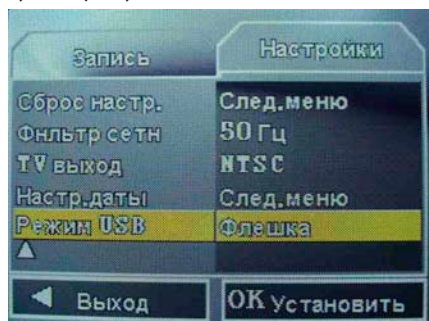 Запись Настройки
Сброс настр. След.меню
Фильтр сети 50 Гц
TV выход NTSC
Настр.даты След.меню
Режим USB Флешка
Выход OK Установить